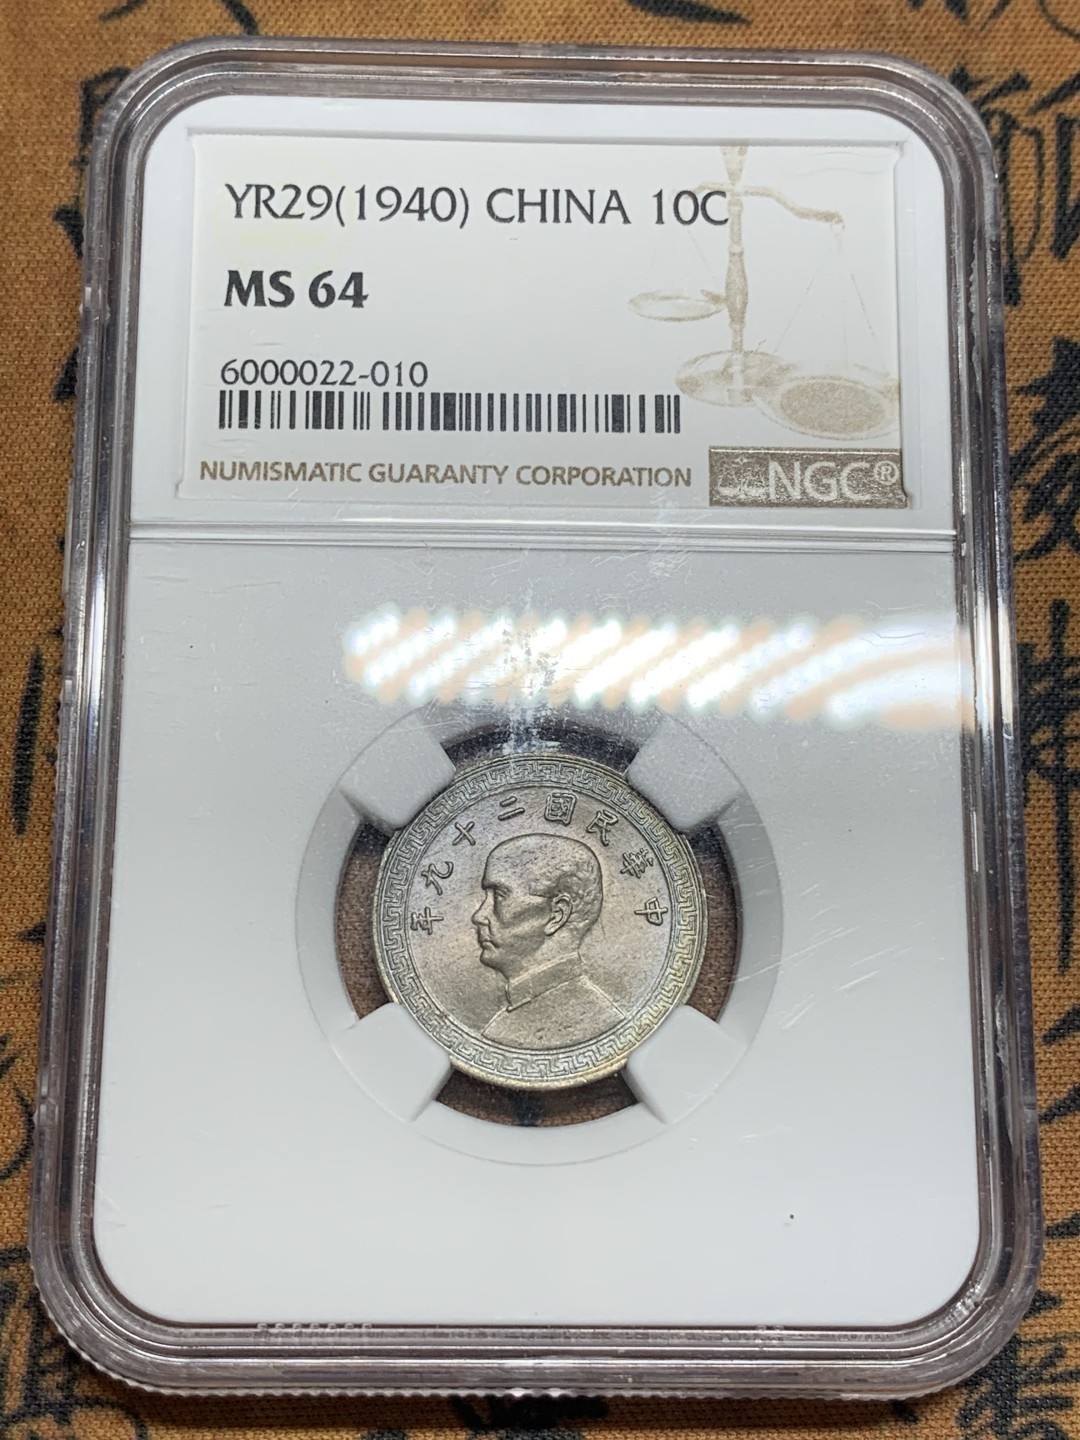 YR29(1940) CHINA 10C
MS 64
6000022-010
NUMISMATIC GUARANTY CORPORATION NGC®
中華民國二十九年